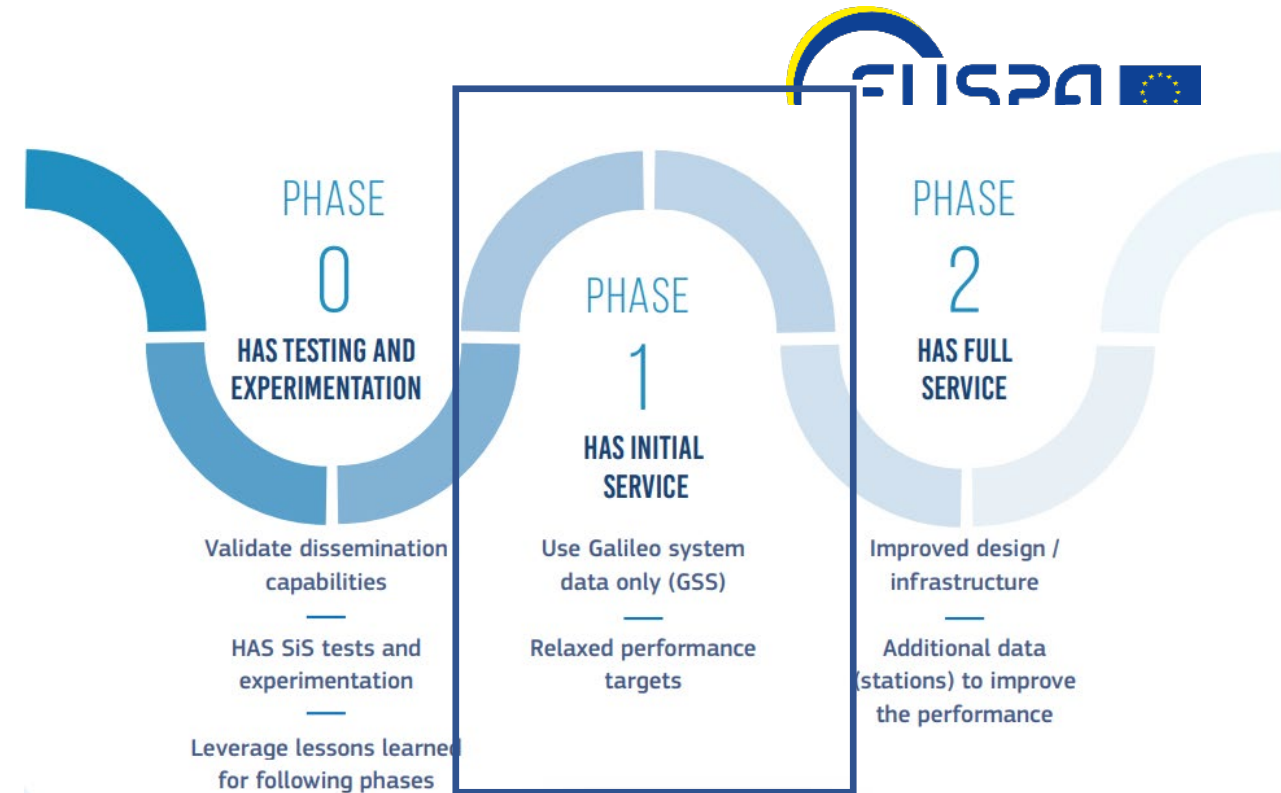 EUSPA
PHASE
0
HAS TESTING AND
EXPERIMENTATION
Validate dissemination
capabilities
HAS SiS tests and
experimentation
Leverage lessons learned
for following phases
PHASE
1
HAS INITIAL
SERVICE
Use Galileo system
data only (GSS)
Relaxed performance
targets
PHASE
2
HAS FULL
SERVICE
Improved design /
infrastructure
Additional data
(stations) to improve
the performance